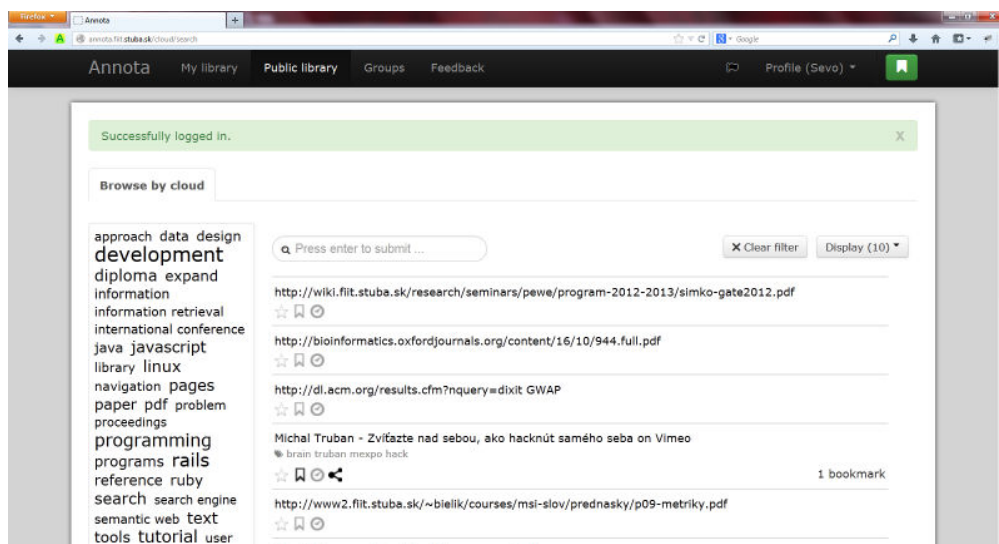 Firefox
Annota
annota.fiit.stuba.sk/cloud/search
Google
Annota My library Public library Groups Feedback Profile (Sevo)
Successfully logged in. X
Browse by cloud
approach data design
development
diploma expand
information
information retrieval
international conference
java javascript
library linux
navigation pages
paper pdf problem
proceedings
programming
programs rails
reference ruby
search search engine
semantic web text
tools tutorial user
Press enter to submit ... X Clear filter Display (10)
http://wiki.fiit.stuba.sk/research/seminars/pewe/program-2012-2013/simko-gate2012.pdf
http://bioinformatics.oxfordjournals.org/content/16/10/944.full.pdf
http://dl.acm.org/results.cfm?nquery=dixit GWAP
Michal Truban - Zvíťazte nad sebou, ako hacknút samého seba on Vimeo
brain truban mexpo hack
1 bookmark
http://www2.fiit.stuba.sk/~bielik/courses/msi-slov/prednasky/p09-metriky.pdf